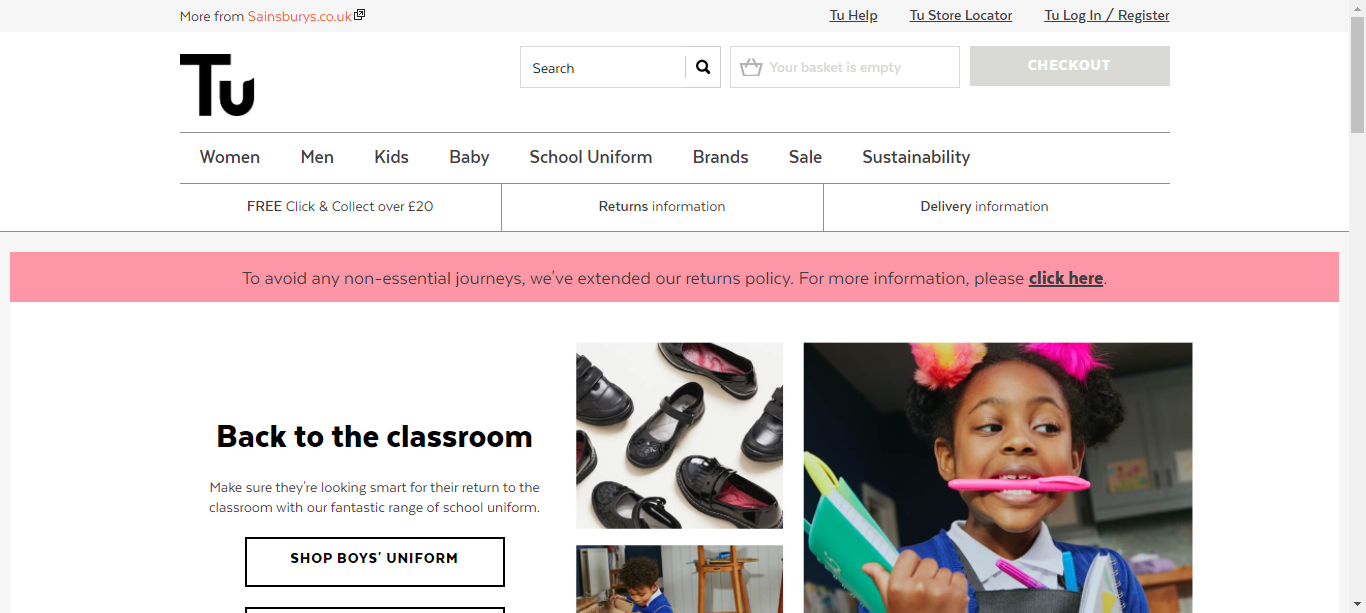 More from Sainsburys.co.uk
Tu Help
Tu Store Locator
Tu Log In / Register
Tu
Search
Your basket is empty
CHECKOUT
Women
Men
Kids
Baby
School Uniform
Brands
Sale
Sustainability
FREE Click & Collect over £20
Returns information
Delivery information
To avoid any non-essential journeys, we've extended our returns policy. For more information, please click here.
Back to the classroom
Make sure they're looking smart for their return to the
classroom with our fantastic range of school uniform.
SHOP BOYS' UNIFORM